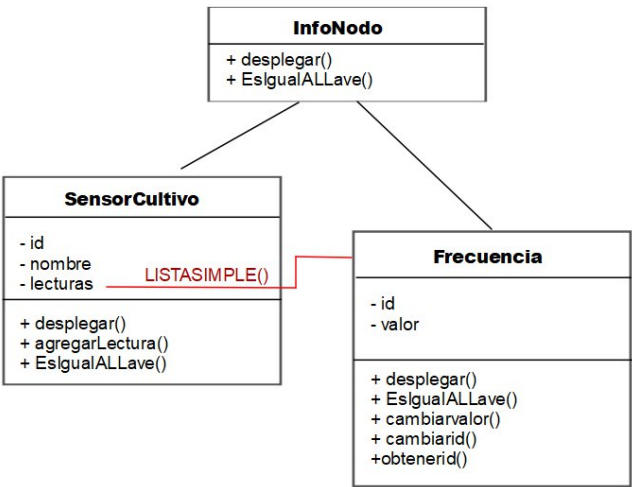 InfoNodo
+ desplegar()
+ EsIgualALLave()
SensorCultivo
- id
- nombre
- lecturas
LISTASIMPLE()
+ desplegar()
+ agregarLectura()
+ EsIgualALLave()
Frecuencia
- id
- valor
+ desplegar()
+ EsIgualALLave()
+ cambiarvalor()
+ cambiarid()
+obtenerid()